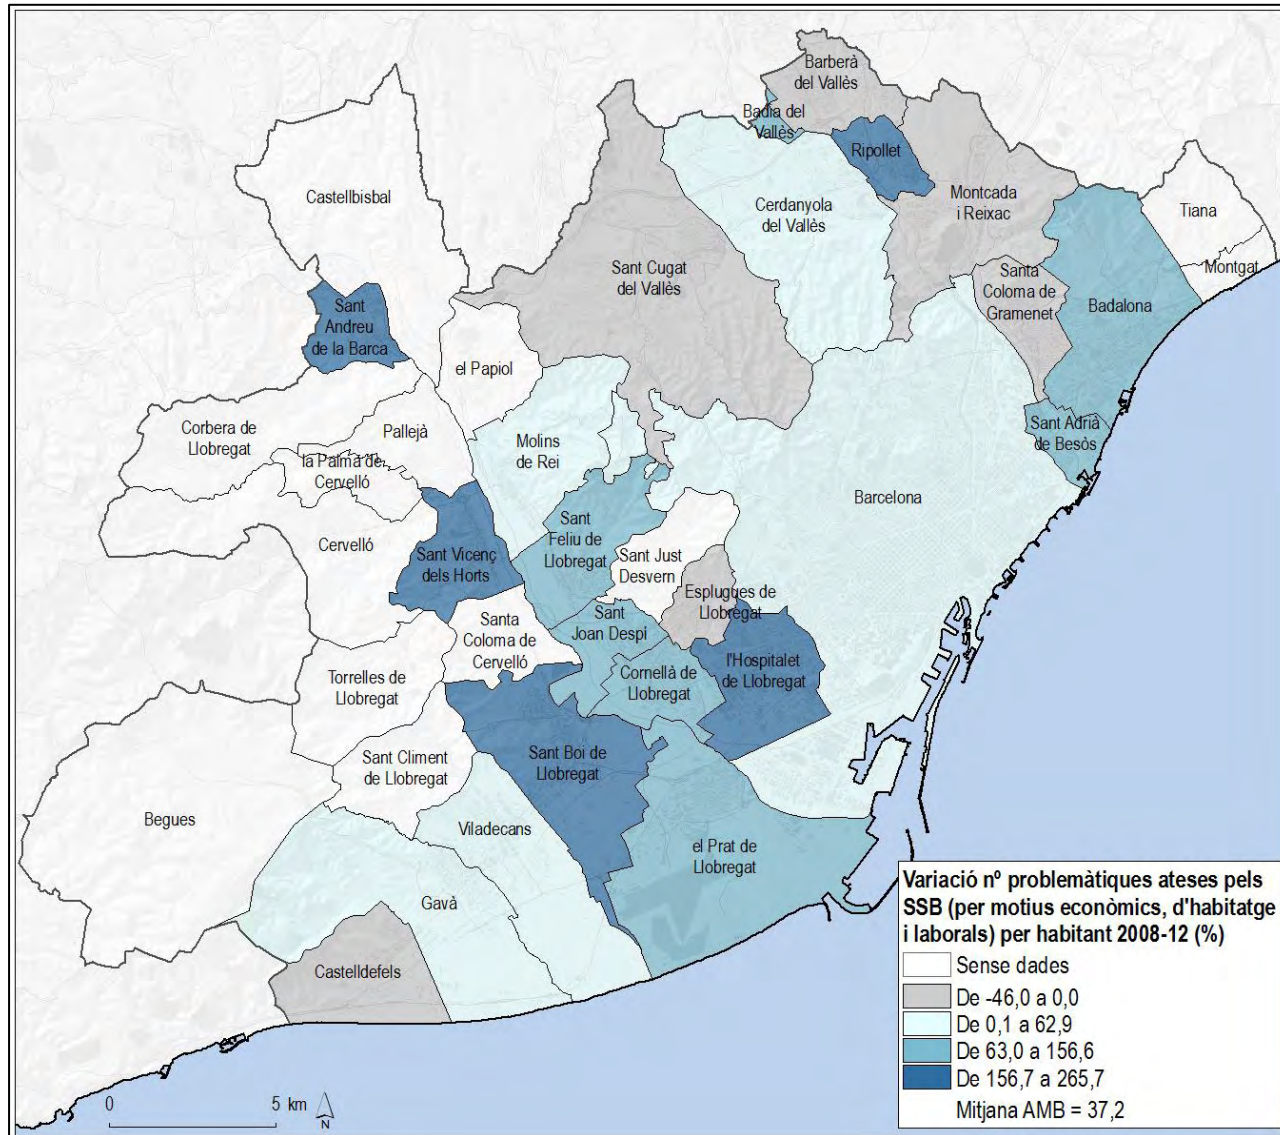 Barberà
del Vallès
Badia del
Vallès
Ripollet
Castellbisbal
Montcada
i Reixac
Cerdanyola
del Vallès
Tiana
Montgat
Sant Cugat
del Vallès
Santa
Coloma de
Gramenet
Badalona
Sant
Andreu
de la Barca
el Papiol
Corbera de
Llobregat
Pallejà
Sant Adrià
de Besòs
Molins
de Rei
la Palma de
Cervelló
Barcelona
Sant
Feliu de
Llobregat
Cervelló
Sant Vicenç
dels Horts
Sant Just
Desvern
Esplugues de
Llobregat
Santa
Coloma de
Cervelló
Sant
Joan Despí
l'Hospitalet
de Llobregat
Cornellà de
Llobregat
Torrelles de
Llobregat
Sant Climent
de Llobregat
Sant Boi de
Llobregat
Begues
Viladecans
el Prat de
Llobregat
Gavà
Castelldefels
Variació nº problemàtiques ateses pels
SSB (per motius econòmics, d'habitatge
i laborals) per habitant 2008-12 (%)
Sense dades
De -46,0 a 0,0
De 0,1 a 62,9
De 63,0 a 156,6
De 156,7 a 265,7
Mitjana AMB = 37,2
0 5 km
N